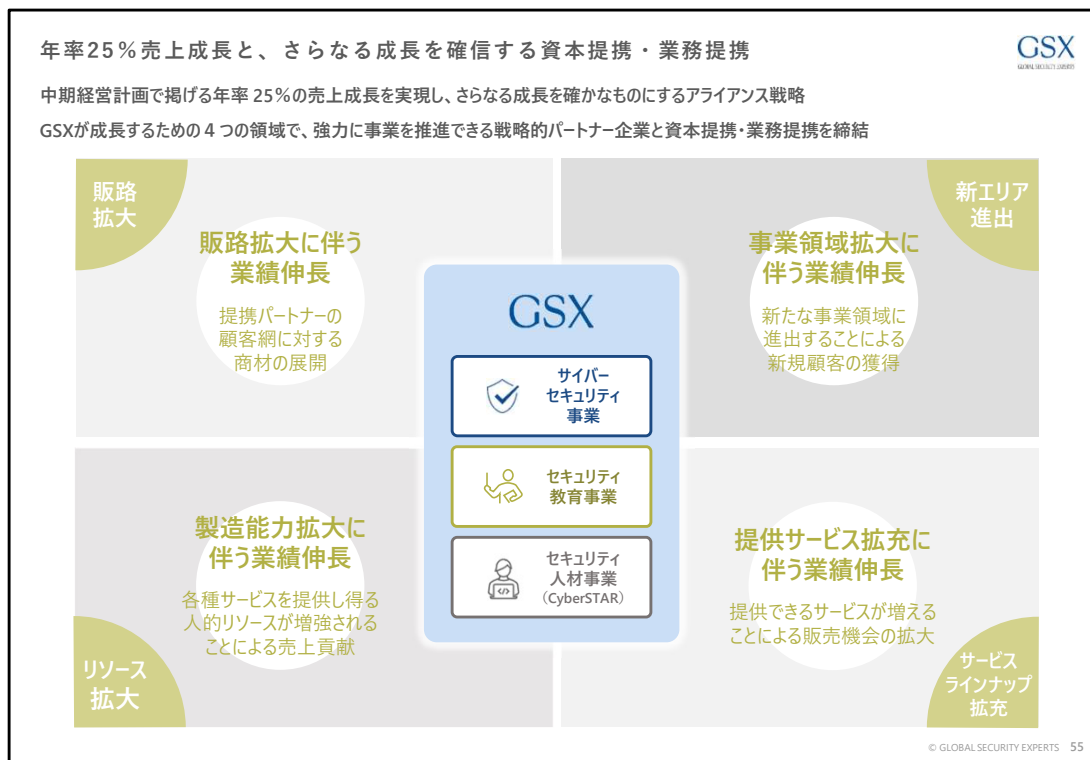 年率25%売上成長と、さらなる成長を確信する資本提携・業務提携
GSX
GLOBAL SECURITY EXPERTS
中期経営計画で掲げる年率 25%の売上成長を実現し、さらなる成長を確かなものにするアライアンス戦略
GSXが成長するための 4 つの領域で、強力に事業を推進できる戦略的パートナー企業と資本提携・業務提携を締結
販路
拡大
販路拡大に伴う
業績伸長
提携パートナーの
顧客網に対する
商材の展開
新エリア
進出
事業領域拡大に
伴う業績伸長
新たな事業領域に
進出することによる
新規顧客の獲得
GSX
サイバー
セキュリティ
事業
セキュリティ
教育事業
セキュリティ
人材事業
(CyberSTAR)
製造能力拡大に
伴う業績伸長
各種サービスを提供し得る
人的リソースが増強される
ことによる売上貢献
リソース
拡大
提供サービス拡充に
伴う業績伸長
提供できるサービスが増える
ことによる販売機会の拡大
サービス
ラインナップ
拡充
© GLOBAL SECURITY EXPERTS 55